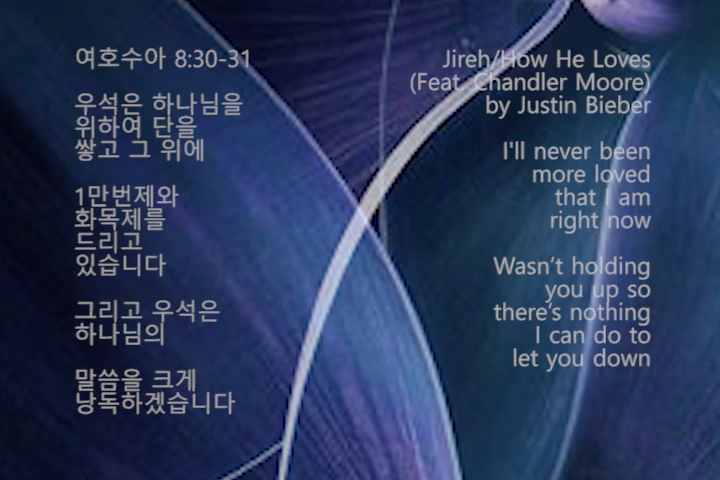 여호수아 8:30-31
우석은 하나님을
위하여 단을
쌓고 그 위에
1만번제와
화목제를
드리고
있습니다
그리고 우석은
하나님의
말씀을 크게
낭독하겠습니다
Jireh/How He Loves
(Feat. Chandler Moore)
by Justin Bieber
I'll never been
more loved
that I am
right now
Wasn't holding
you up so
there's nothing
I can do to
let you down